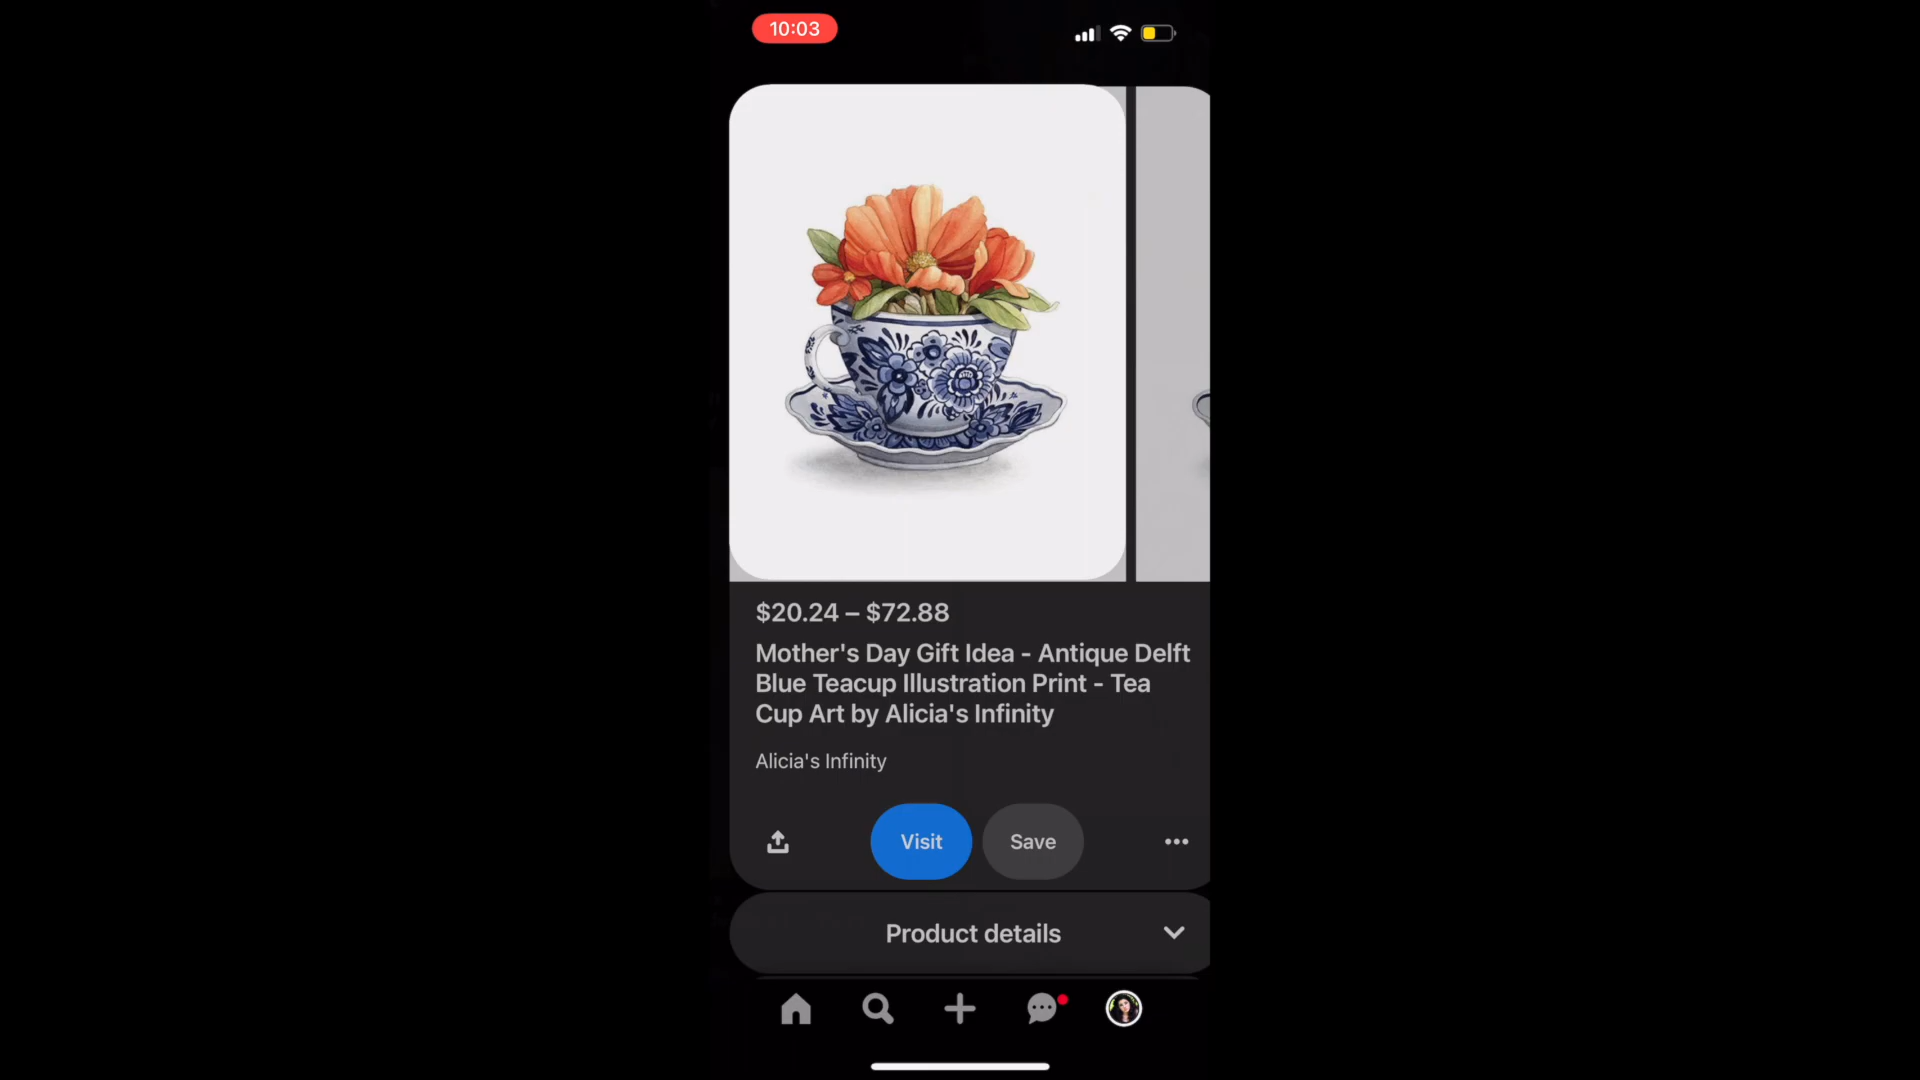 10:03
$20.24 – $72.88
Mother's Day Gift Idea - Antique Delft
Blue Teacup Illustration Print - Tea
Cup Art by Alicia's Infinity
Alicia's Infinity
Visit
Save
Product details